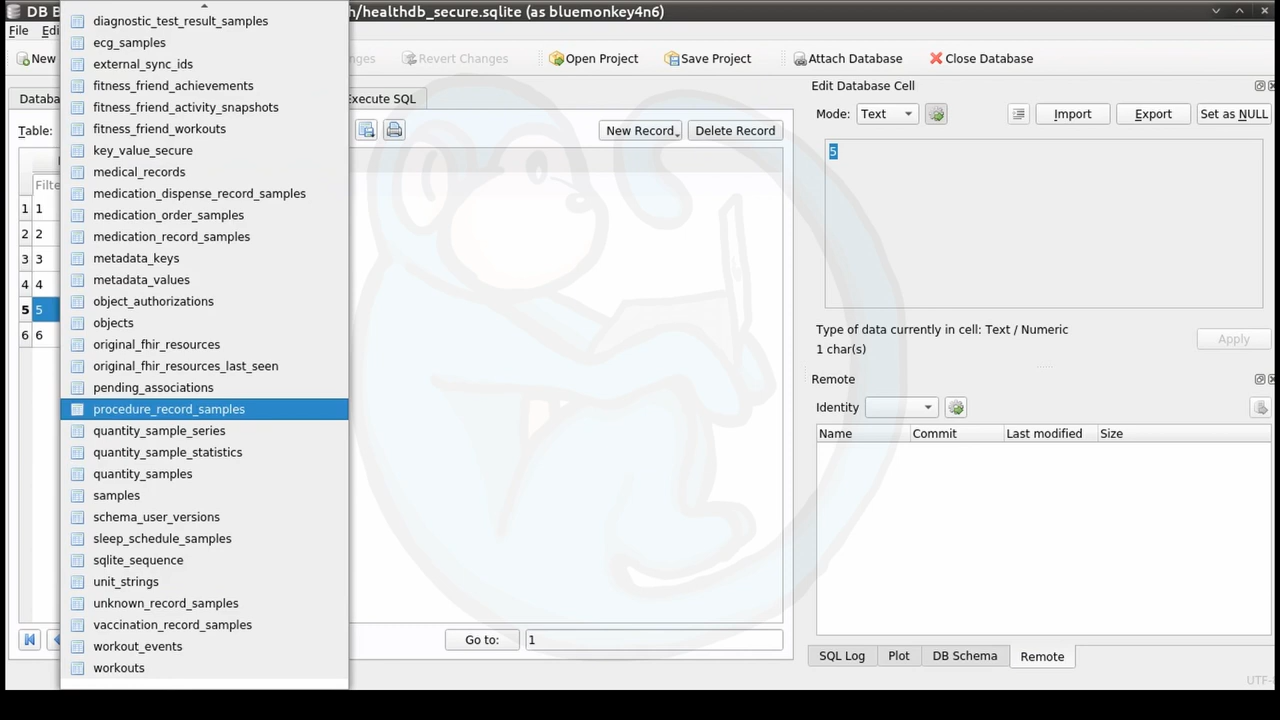 DB B
h/healthdb_secure.sqlite (as bluemonkey4n6)
File Edi
New
nges
Revert Changes
Open Project
Save Project
Attach Database
Close Database
Databa
Execute SQL
Table:
New Record
Delete Record
Filte
1 1
2 2
3 3
4 4
5 5
6 6
diagnostic_test_result_samples
ecg_samples
external_sync_ids
fitness_friend_achievements
fitness_friend_activity_snapshots
fitness_friend_workouts
key_value_secure
medical_records
medication_dispense_record_samples
medication_order_samples
medication_record_samples
metadata_keys
metadata_values
object_authorizations
objects
original_fhir_resources
original_fhir_resources_last_seen
pending_associations
procedure_record_samples
quantity_sample_series
quantity_sample_statistics
quantity_samples
samples
schema_user_versions
sleep_schedule_samples
sqlite_sequence
unit_strings
unknown_record_samples
vaccination_record_samples
workout_events
workouts
Go to: 1
Edit Database Cell
Mode: Text
Import
Export
Set as NULL
5
Type of data currently in cell: Text / Numeric
1 char(s)
Apply
Remote
Identity
Name Commit Last modified Size
SQL Log Plot DB Schema Remote
UTF-